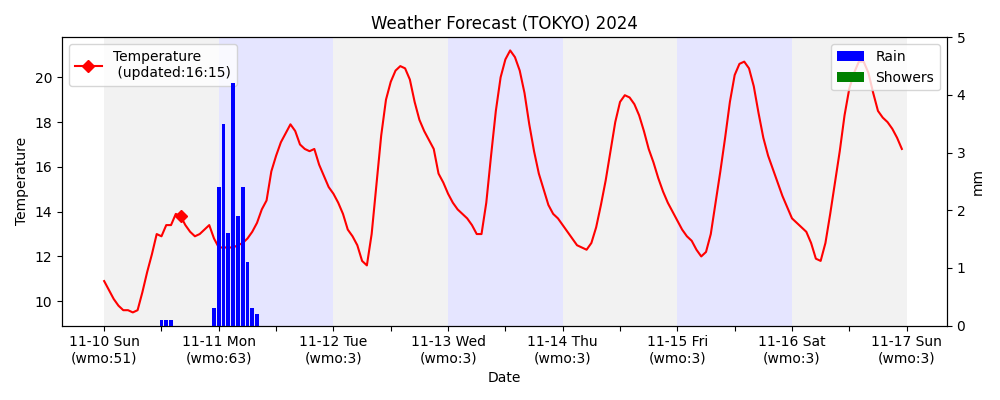 Weather Forecast (TOKYO) 2024
Temperature
(updated:16:15)
Rain
Showers
Temperature
20
18
16
14
12
10
5
4
3
2
1
0
mm
11-10 Sun
(wmo:51)
11-11 Mon
(wmo:63)
11-12 Tue
(wmo:3)
11-13 Wed
(wmo:3)
11-14 Thu
(wmo:3)
11-15 Fri
(wmo:3)
11-16 Sat
(wmo:3)
11-17 Sun
(wmo:3)
Date